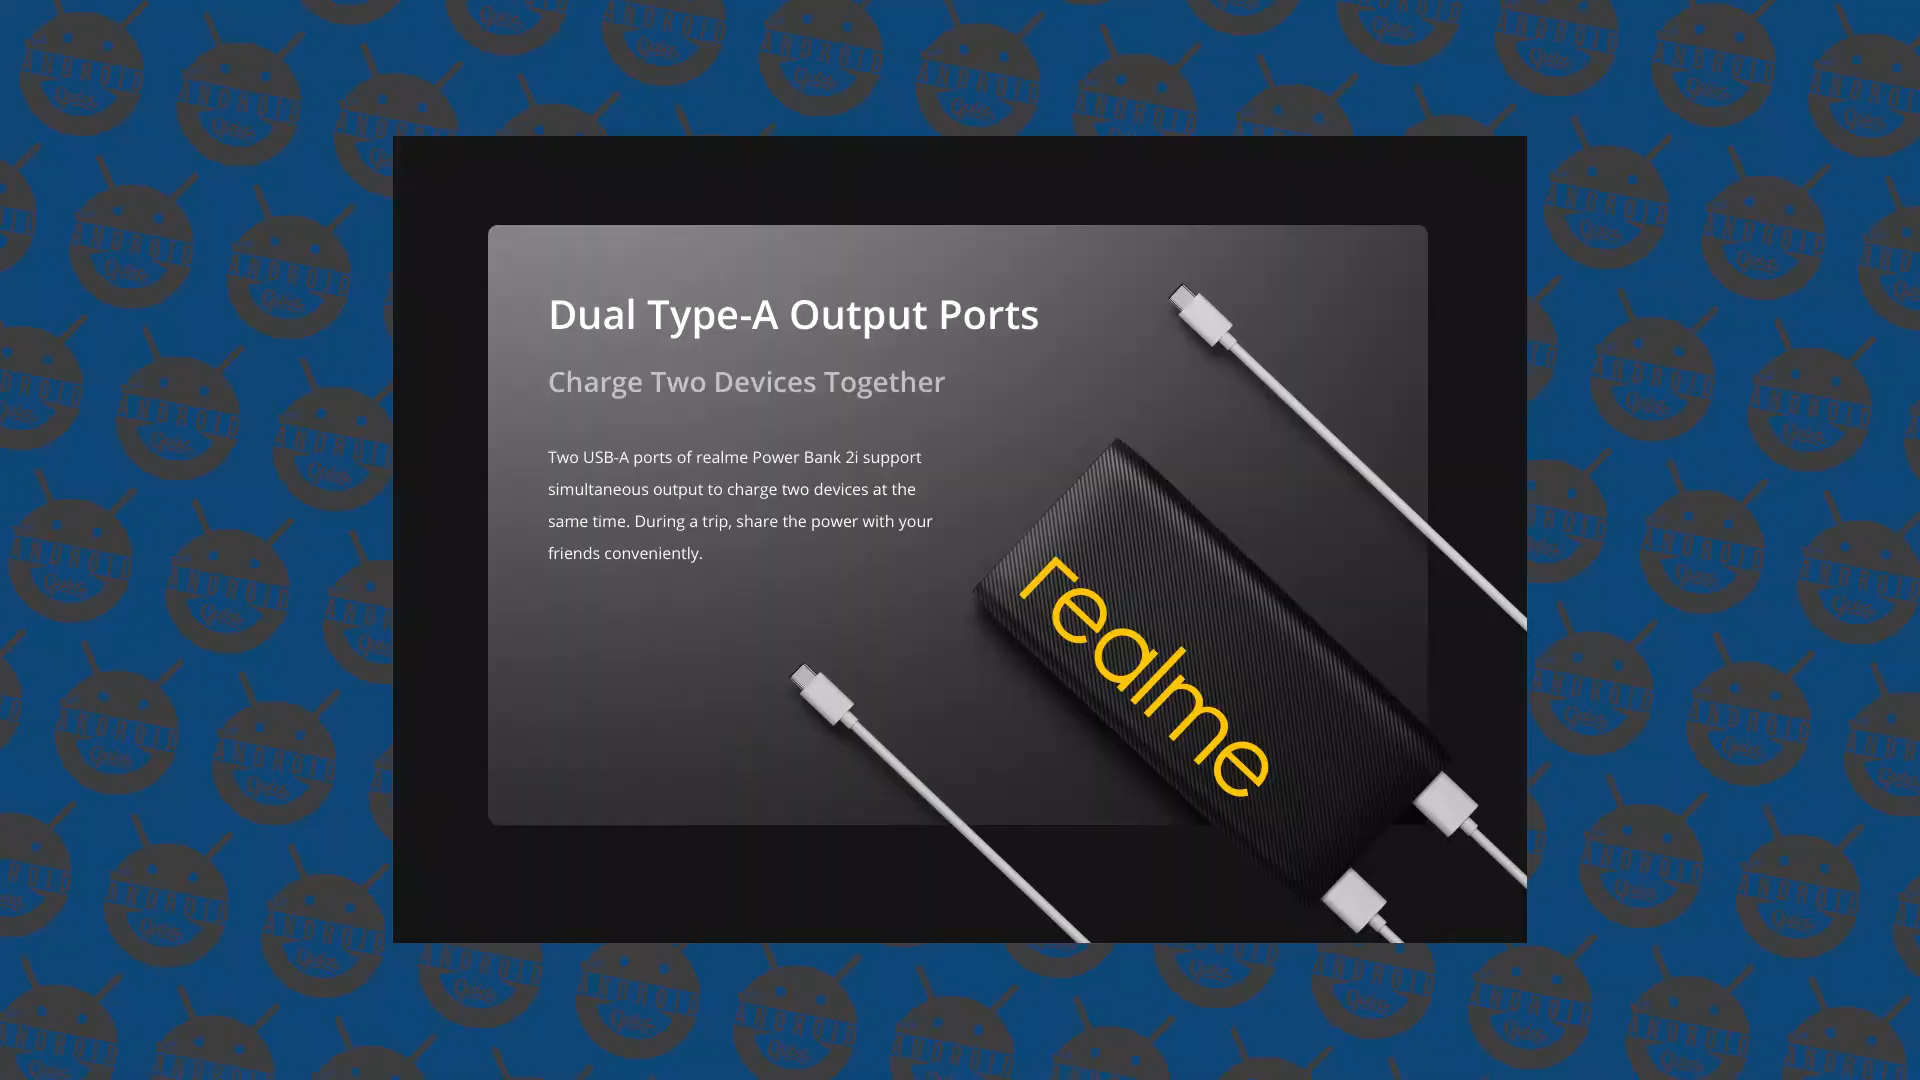 Dual Type-A Output Ports
Charge Two Devices Together
Two USB-A ports of realme Power Bank 2i support
simultaneous output to charge two devices at the
same time. During a trip, share the power with your
friends conveniently.
realme
ANDROID